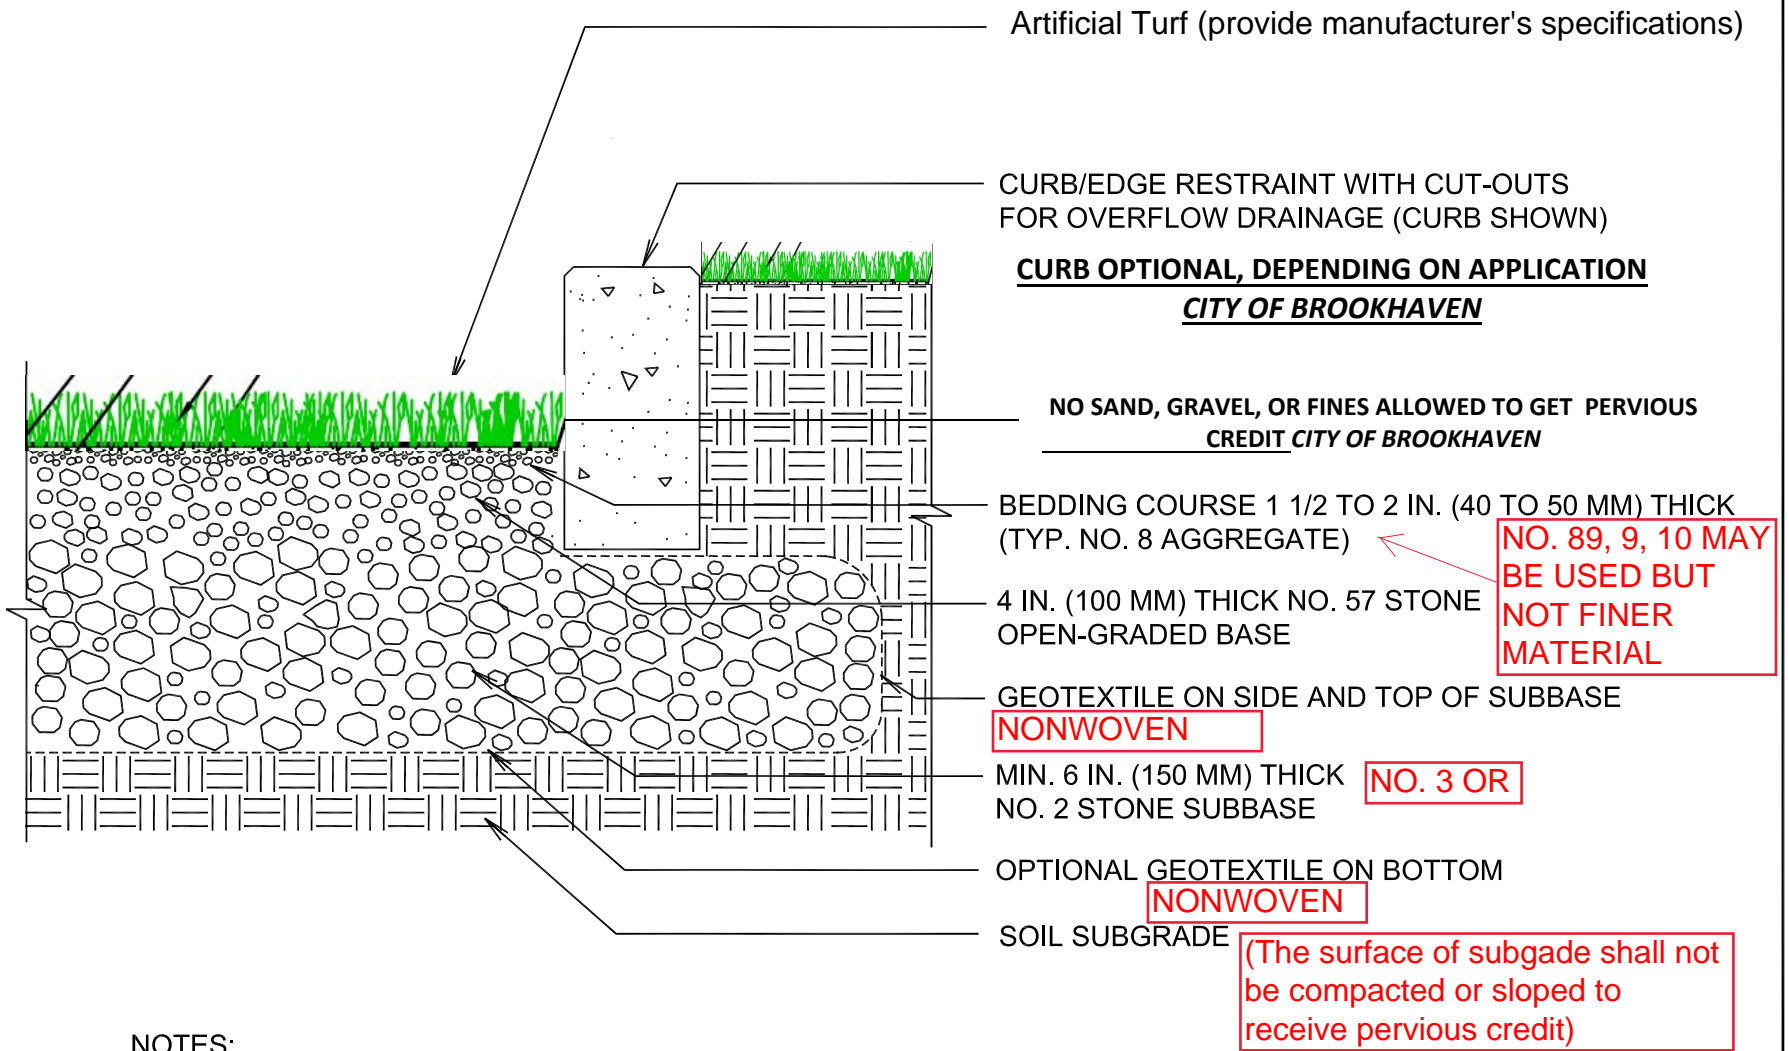 Artificial Turf (provide manufacturer's specifications)
CURB/EDGE RESTRAINT WITH CUT-OUTS
FOR OVERFLOW DRAINAGE (CURB SHOWN)
CURB OPTIONAL, DEPENDING ON APPLICATION
CITY OF BROOKHAVEN
NO SAND, GRAVEL, OR FINES ALLOWED TO GET PERVIOUS
CREDIT CITY OF BROOKHAVEN
BEDDING COURSE 1 1/2 TO 2 IN. (40 TO 50 MM) THICK
(TYP. NO. 8 AGGREGATE)
NO. 89, 9, 10 MAY
BE USED BUT
NOT FINER
MATERIAL
4 IN. (100 MM) THICK NO. 57 STONE
OPEN-GRADED BASE
GEOTEXTILE ON SIDE AND TOP OF SUBBASE
NONWOVEN
MIN. 6 IN. (150 MM) THICK
NO. 2 STONE SUBBASE
NO. 3 OR
OPTIONAL GEOTEXTILE ON BOTTOM
NONWOVEN
SOIL SUBGRADE
(The surface of subgade shall not
be compacted or sloped to
receive pervious credit)
NOTES: